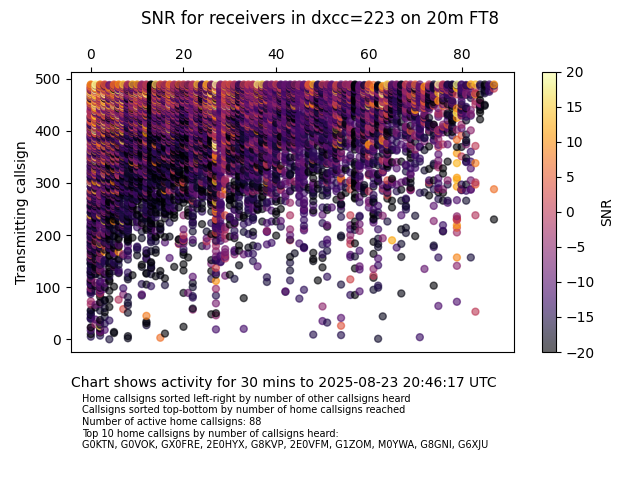 SNR for receivers in dxcc=223 on 20m FT8
0 20 40 60 80
500
400
300
200
100
0
Transmitting callsign
20
15
10
5
0
−5
−10
−15
−20
SNR
Chart shows activity for 30 mins to 2025-08-23 20:46:17 UTC
Home callsigns sorted left-right by number of other callsigns heard
Callsigns sorted top-bottom by number of home callsigns reached
Number of active home callsigns: 88
Top 10 home callsigns by number of callsigns heard:
G0KTN, G0VOK, GX0FRE, 2E0HYX, G8KVP, 2E0VFM, G1ZOM, M0YWA, G8GNI, G6XJU